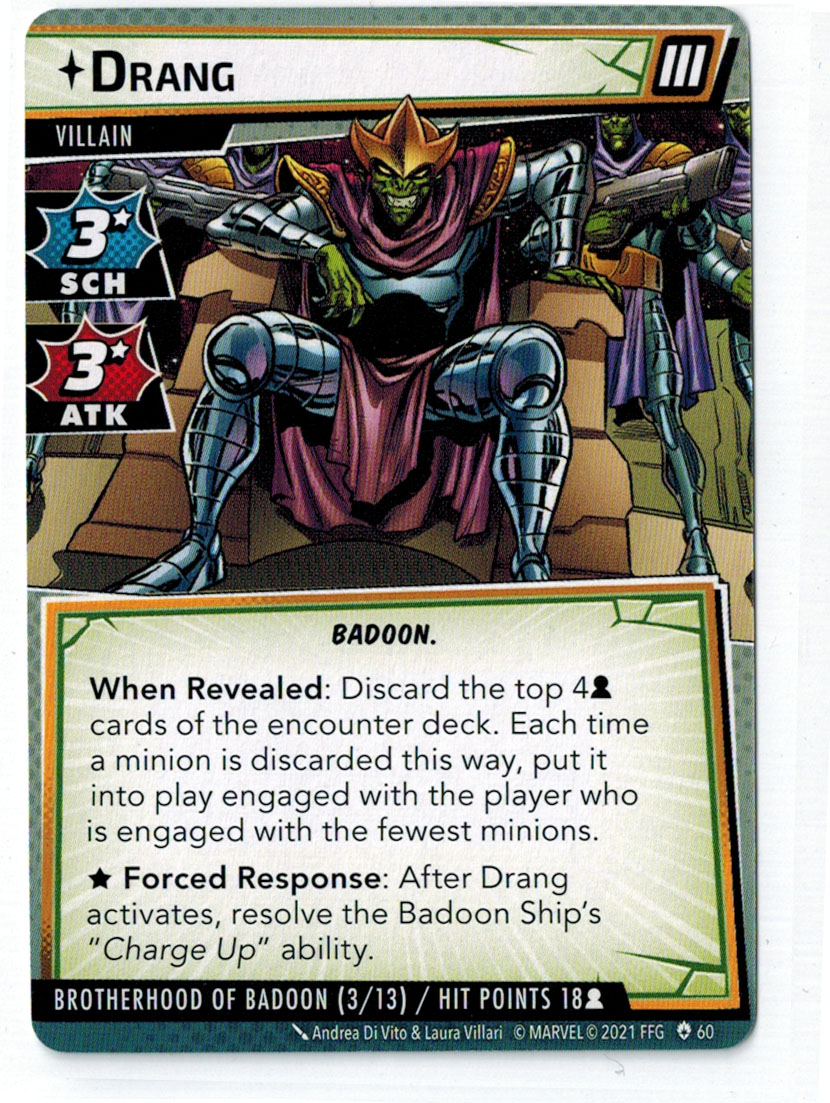 DRANG
III
VILLAIN
3
SCH
3
ATK
BADOON.
When Revealed: Discard the top 4
cards of the encounter deck. Each time
a minion is discarded this way, put it
into play engaged with the player who
is engaged with the fewest minions.
★ Forced Response: After Drang
activates, resolve the Badoon Ship's
"Charge Up" ability.
BROTHERHOOD OF BADOON (3/13) / HIT POINTS 18
Andrea Di Vito & Laura Villari © MARVEL © 2021 FFG 60